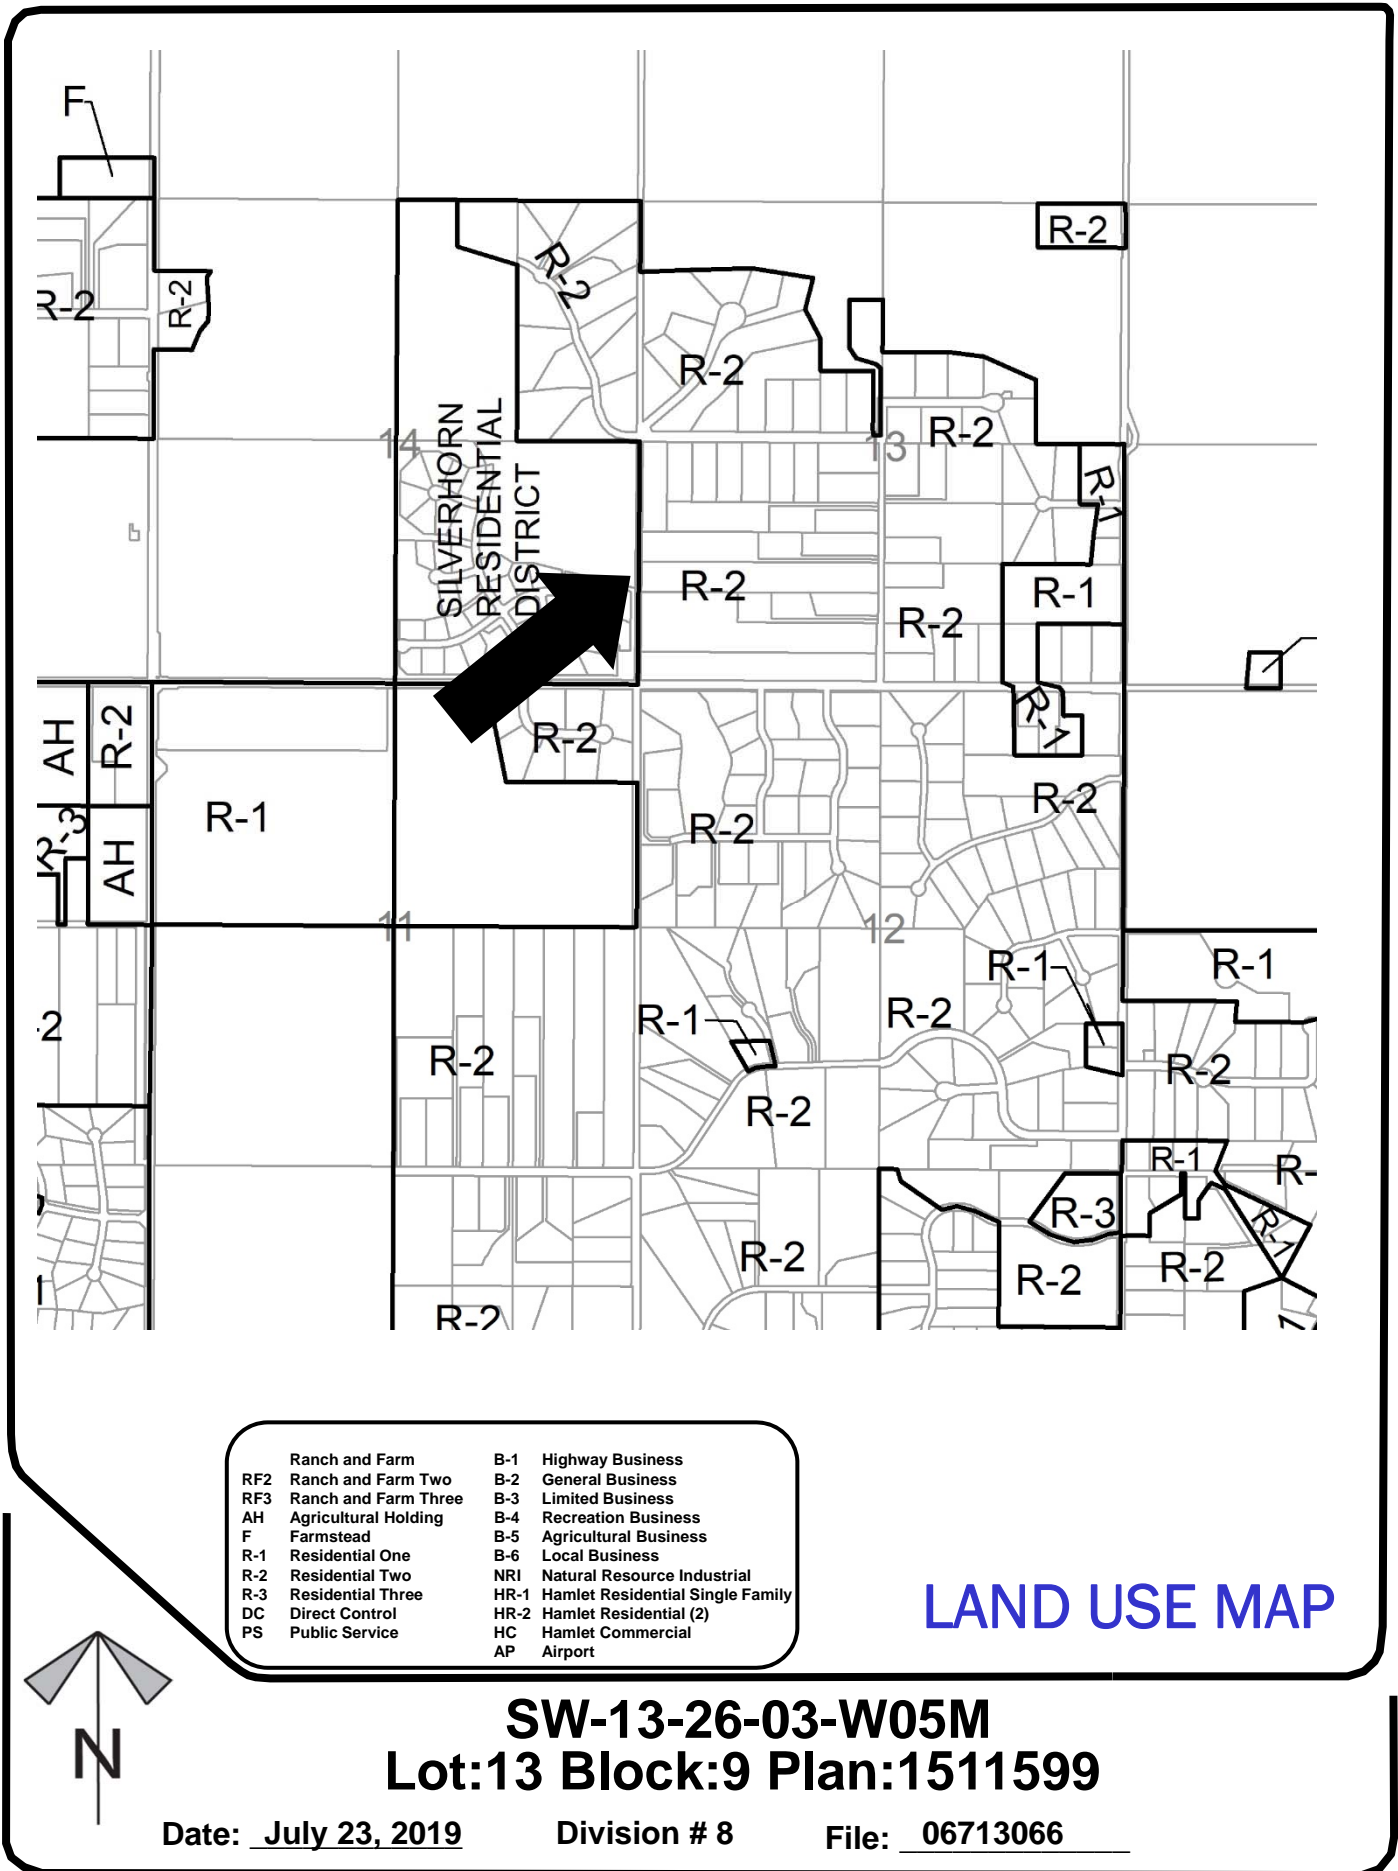 F
R-2
R-2
R-2
R-2
R-2
R-2
14
13
SILVERHORN
RESIDENTIAL
DISTRICT
R-1
R-2
R-1
R-2
R-1
AH
R-2
R-2
R-2
R-1
R-2
R-3
AH
11
12
R-1
R-1
-2
R-1
R-2
R-2
R-2
R-2
R-1
R-
R-3
R-1
R-2
R-2
R-2
1
R-2
Ranch and Farm
RF2 Ranch and Farm Two
RF3 Ranch and Farm Three
AH Agricultural Holding
F Farmstead
R-1 Residential One
R-2 Residential Two
R-3 Residential Three
DC Direct Control
PS Public Service
B-1 Highway Business
B-2 General Business
B-3 Limited Business
B-4 Recreation Business
B-5 Agricultural Business
B-6 Local Business
NRI Natural Resource Industrial
HR-1 Hamlet Residential Single Family
HR-2 Hamlet Residential (2)
HC Hamlet Commercial
AP Airport
LAND USE MAP
N
SW-13-26-03-W05M
Lot:13 Block:9 Plan:1511599
Date: July 23, 2019 Division # 8 File: 06713066